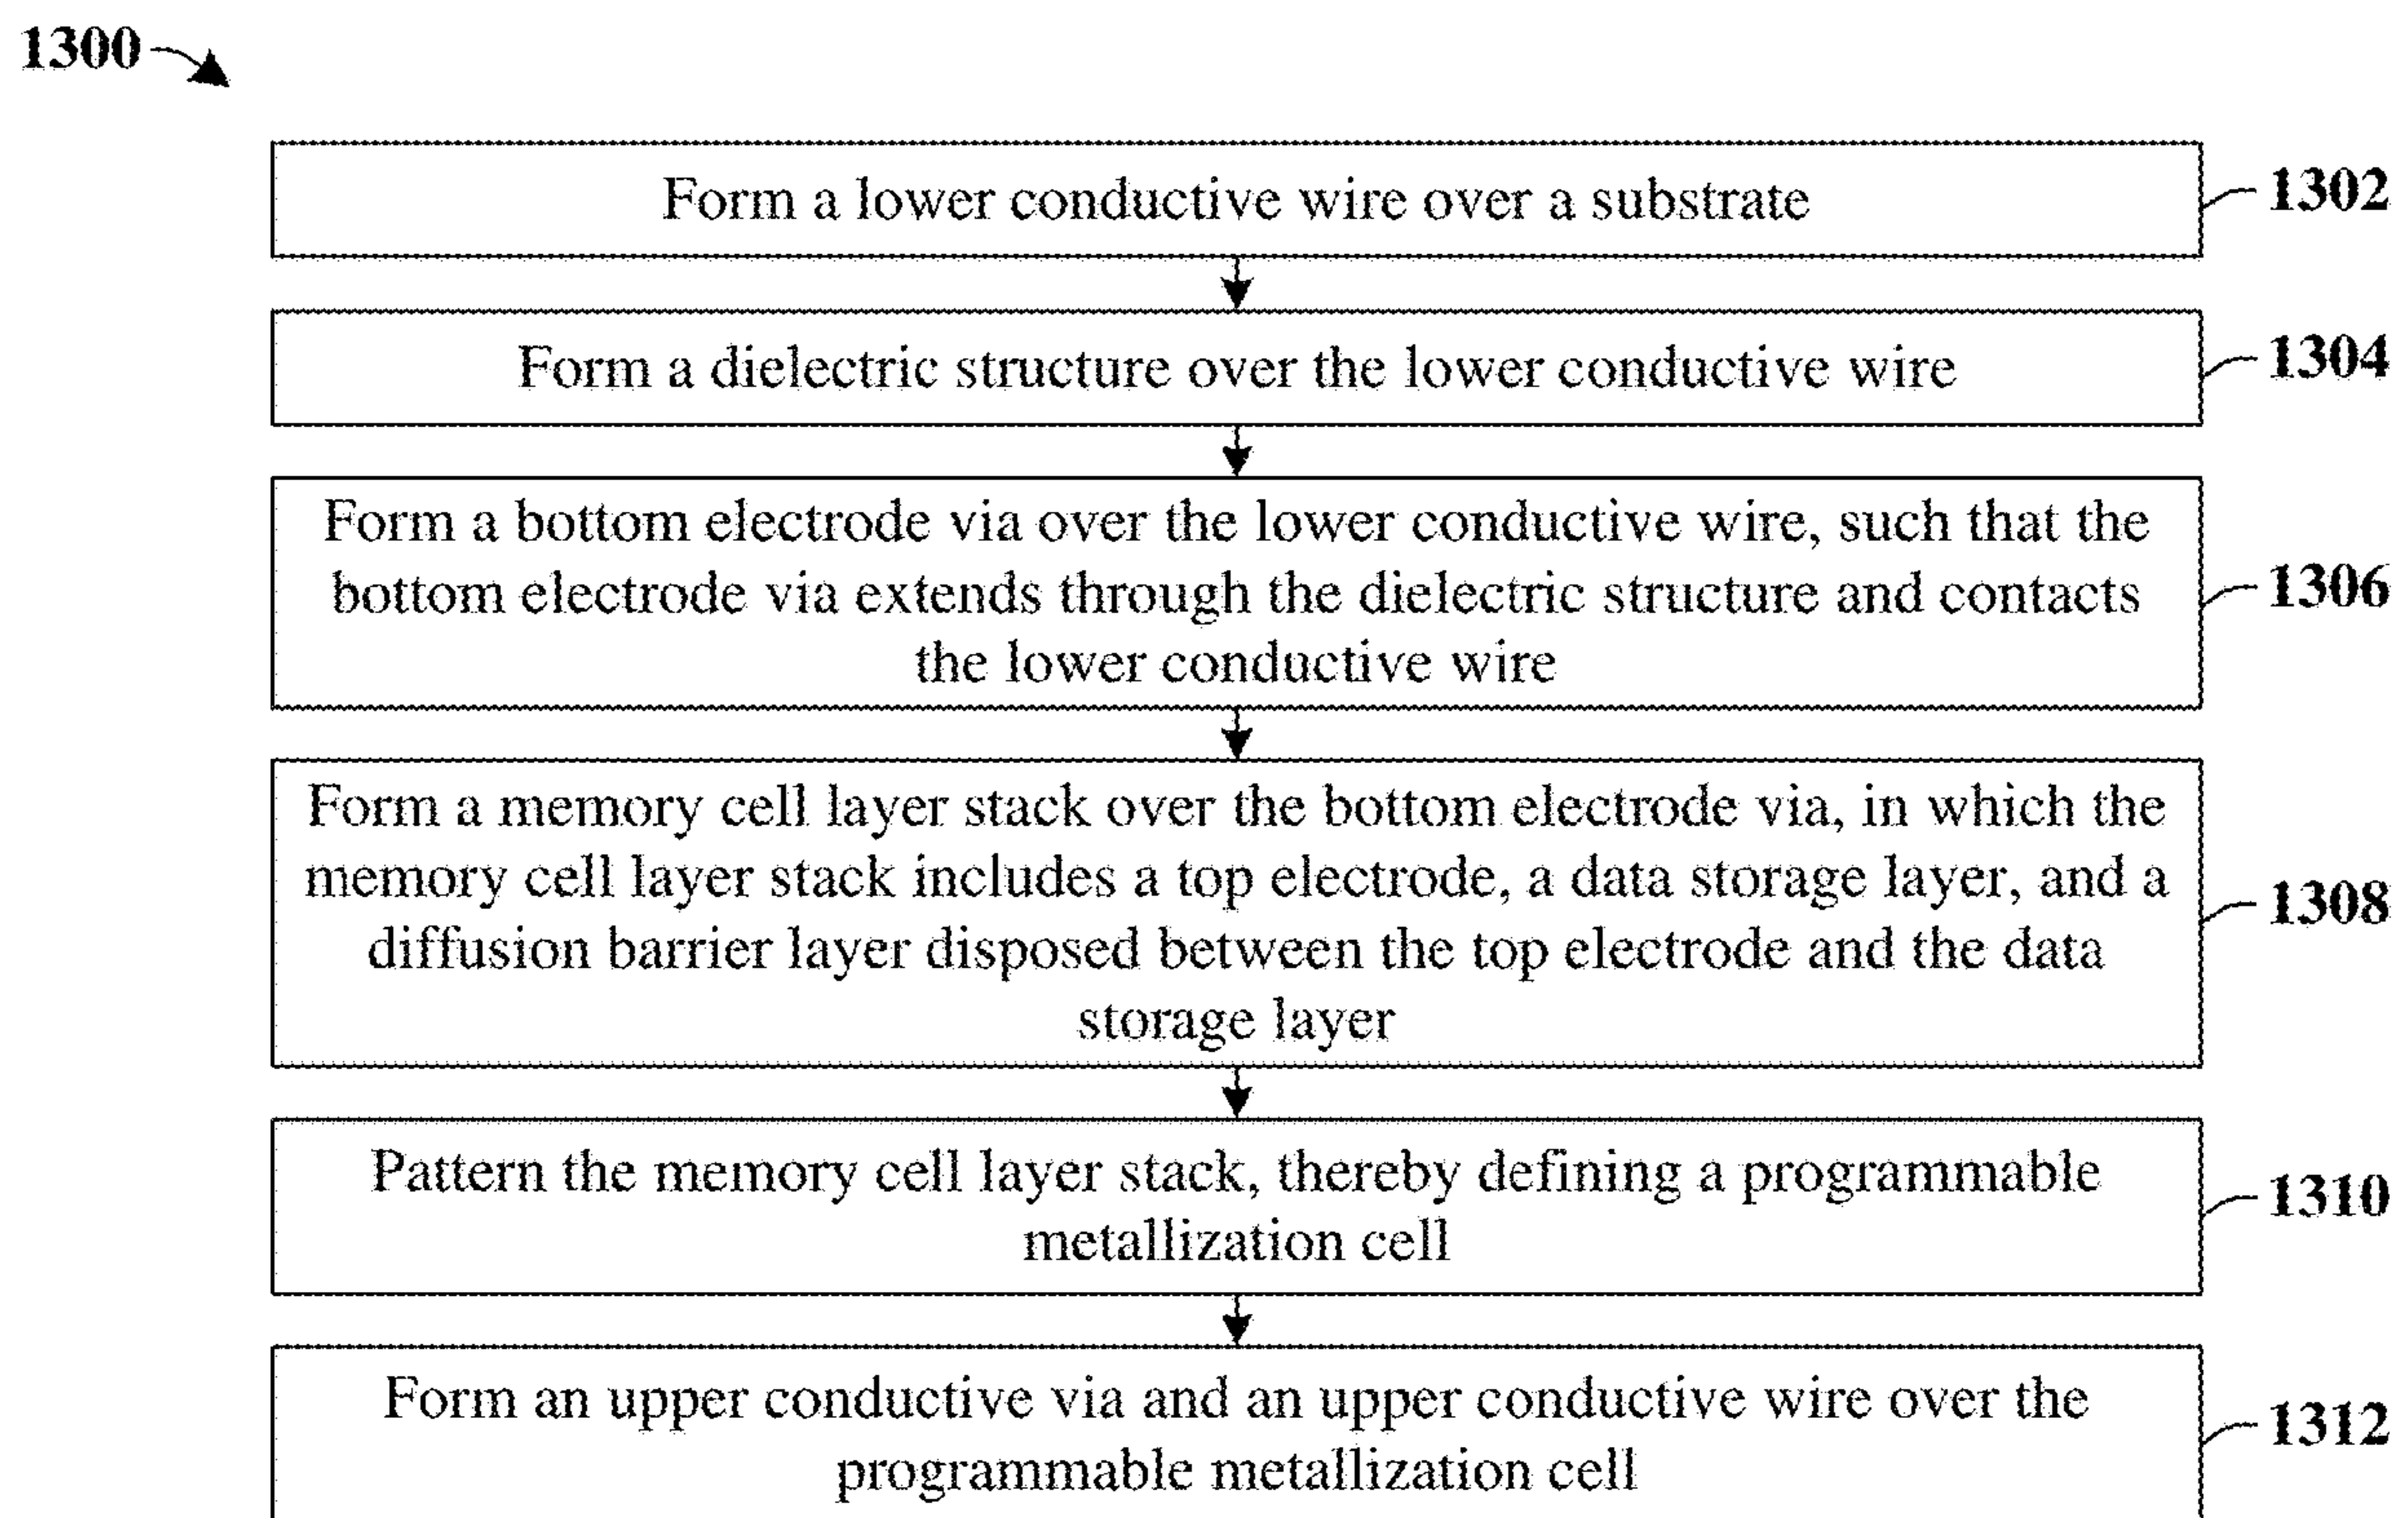 1300
Form a lower conductive wire over a substrate
1302
Form a dielectric structure over the lower conductive wire
1304
Form a bottom electrode via over the lower conductive wire, such that the
bottom electrode via extends through the dielectric structure and contacts
the lower conductive wire
1306
Form a memory cell layer stack over the bottom electrode via, in which the
memory cell layer stack includes a top electrode, a data storage layer, and a
diffusion barrier layer disposed between the top electrode and the data
storage layer
1308
Pattern the memory cell layer stack, thereby defining a programmable
metallization cell
1310
Form an upper conductive via and an upper conductive wire over the
programmable metallization cell
1312